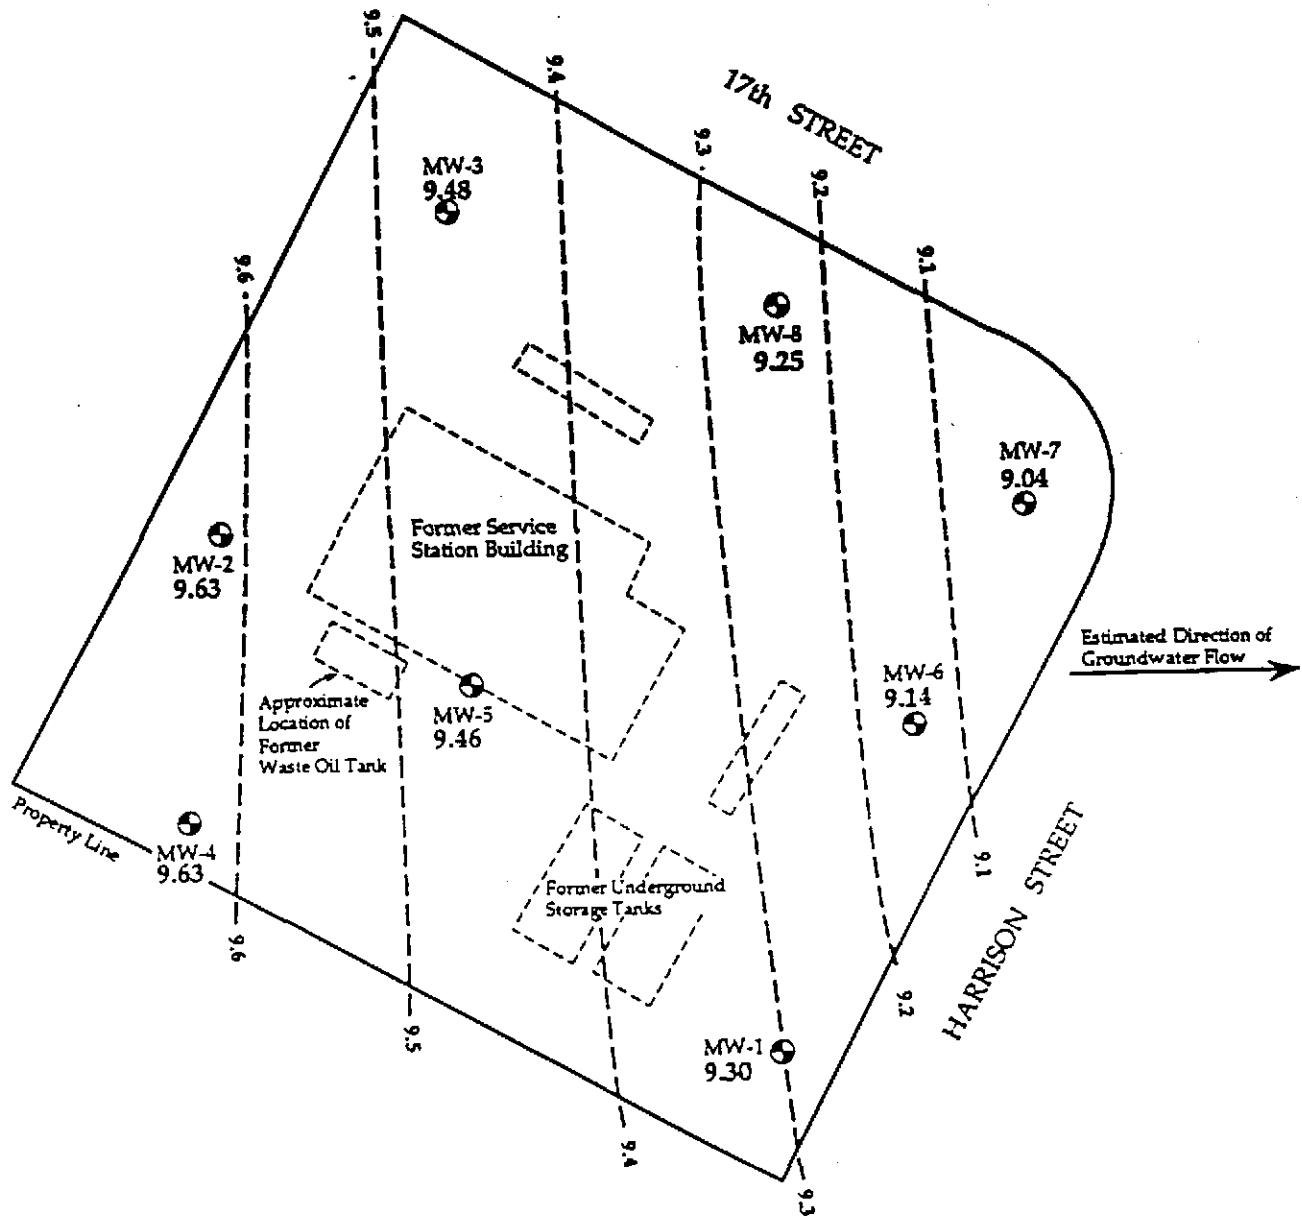 9.5
9.4
17th STREET
9.3
MW-3
9.48
9.2
9.6
9.1
MW-8
9.25
MW-7
9.04
Former Service
Station Building
MW-2
9.63
Estimated Direction of
Groundwater Flow
MW-6
9.14
Approximate
Location of
Former
Waste Oil Tank
MW-5
9.46
Property Line
MW-4
9.63
9.1
HARRISON STREET
Former Underground
Storage Tanks
9.6
9.2
9.5
MW-1
9.30
9.4
9.3